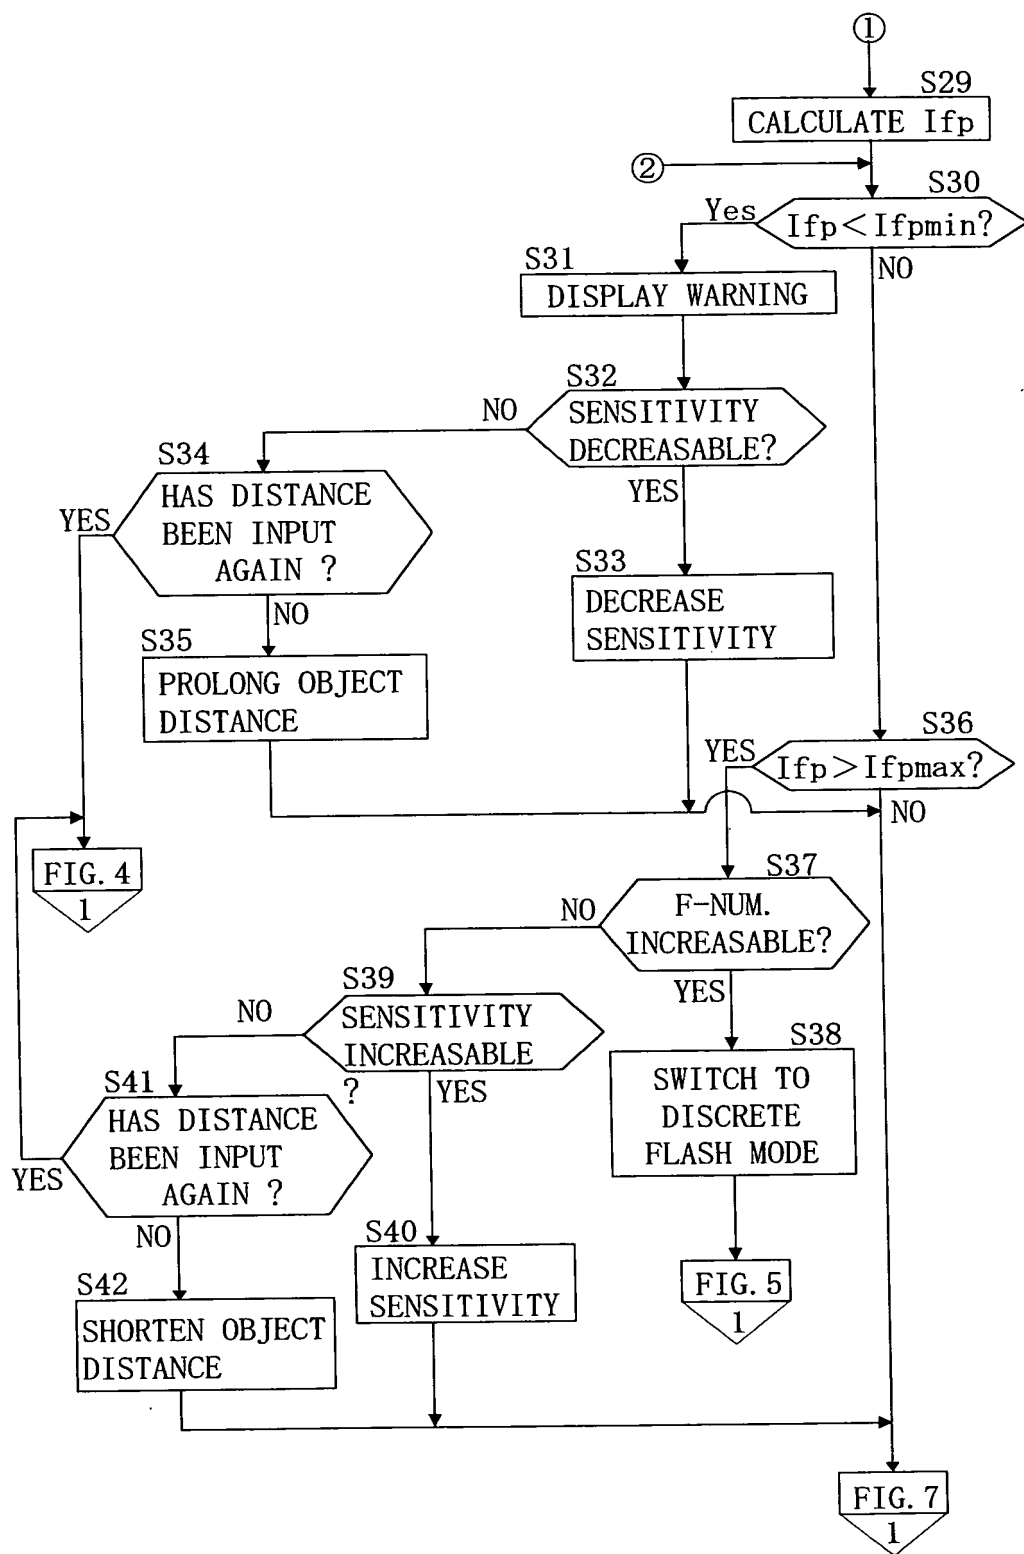 ①
S29
CALCULATE Ifp
②
S30
Yes
Ifp<Ifpmin?
NO
S31
DISPLAY WARNING
S32
NO
SENSITIVITY
DECREASABLE?
YES
S34
YES
HAS DISTANCE
BEEN INPUT
AGAIN ?
NO
S33
DECREASE
SENSITIVITY
S35
PROLONG OBJECT
DISTANCE
S36
YES
Ifp>Ifpmax?
NO
FIG. 4
1
S37
NO
F-NUM.
INCREASABLE?
YES
S39
NO
SENSITIVITY
INCREASABLE
?
YES
S38
SWITCH TO
DISCRETE
FLASH MODE
S41
HAS DISTANCE
BEEN INPUT
AGAIN ?
YES
NO
S40
INCREASE
SENSITIVITY
FIG. 5
1
S42
SHORTEN OBJECT
DISTANCE
FIG. 7
1